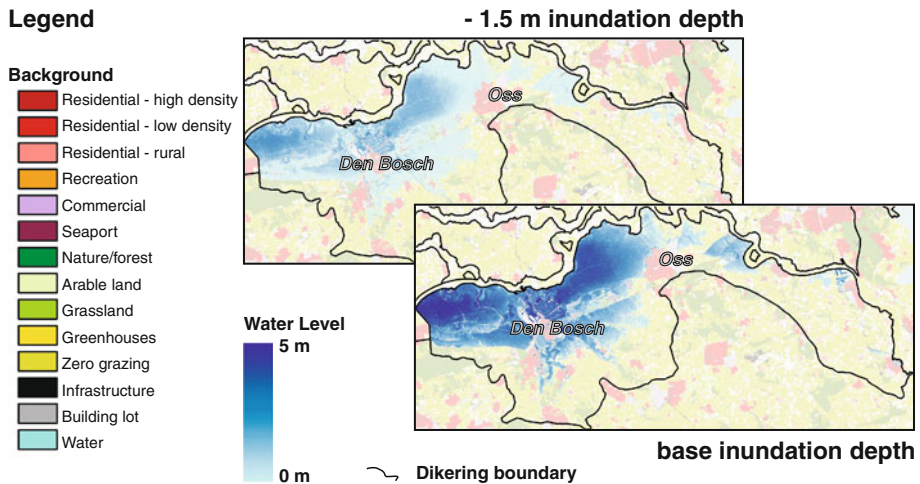 Legend
- 1.5 m inundation depth
Background
Residential - high density
Residential - low density
Residential - rural
Recreation
Commercial
Seaport
Nature/forest
Arable land
Grassland
Greenhouses
Zero grazing
Infrastructure
Building lot
Water
Oss
Den Bosch
Oss
Den Bosch
Water Level
5 m
0 m
Dikering boundary
base inundation depth